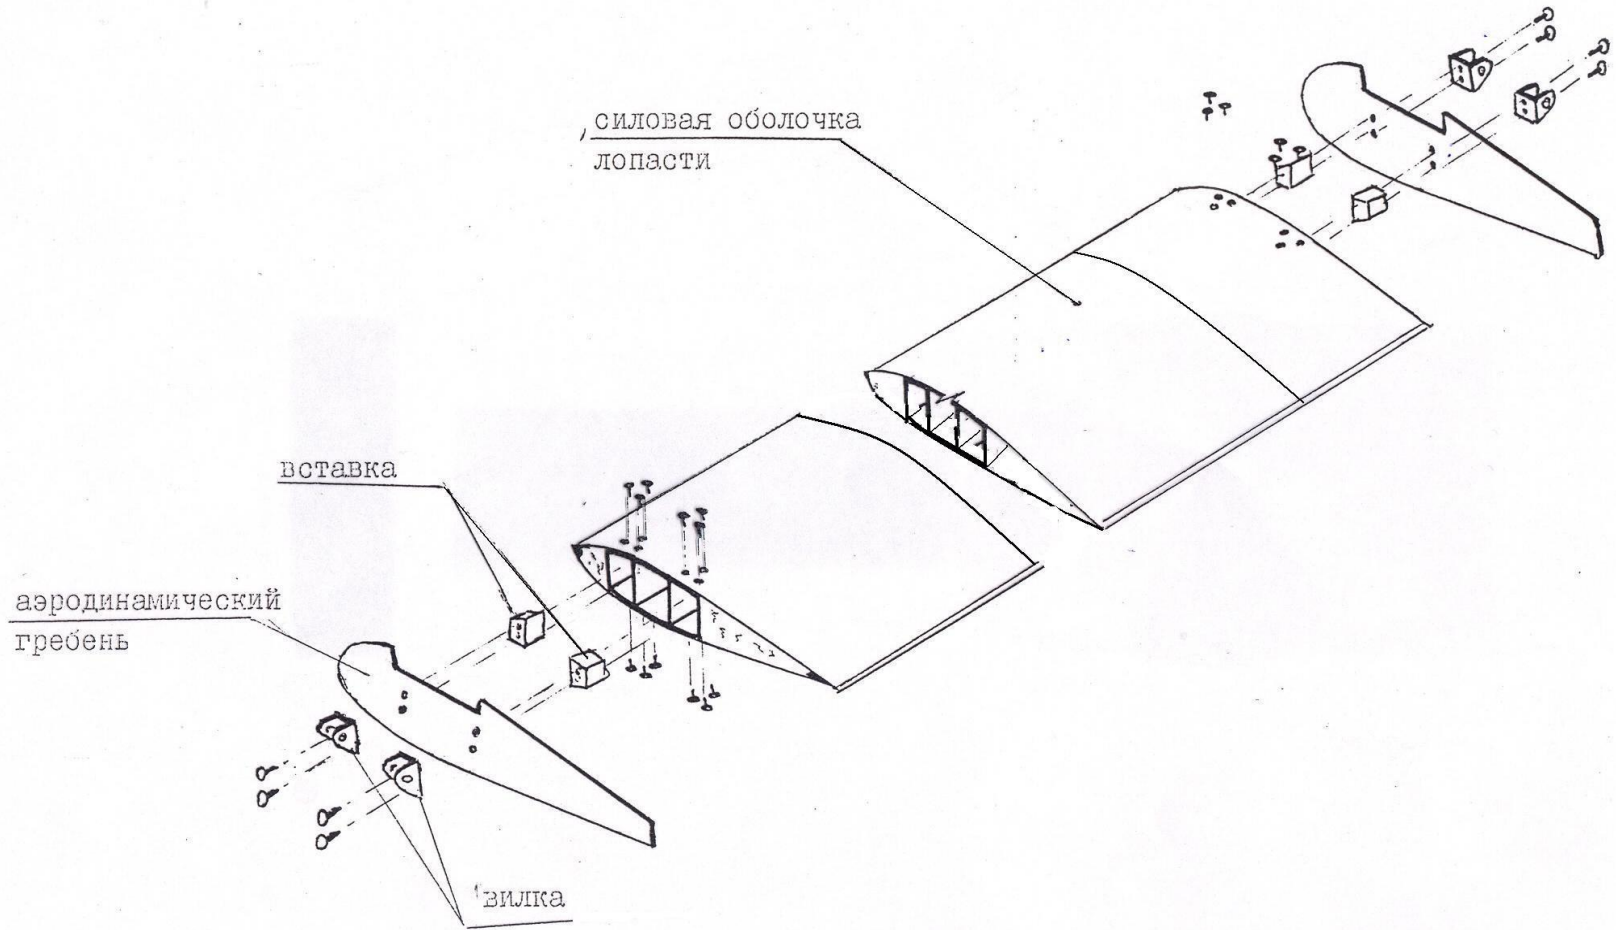 силовая оболочка
лопасти
вставка
аэродинамический
гребень
вилка